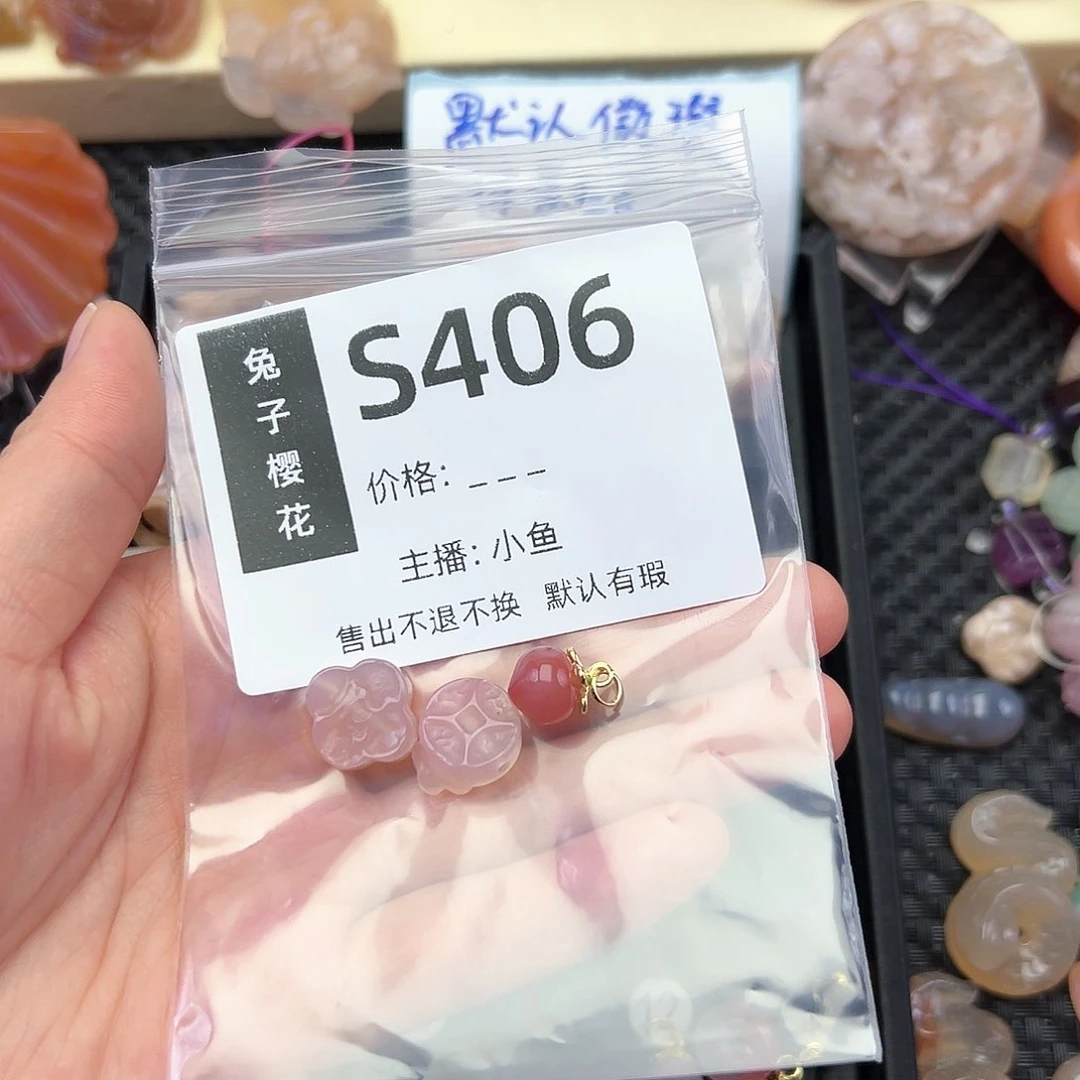 默认微瑕
兔子樱花
S406
价格: _ _ _
主播: 小鱼
售出不退不换 默认有瑕